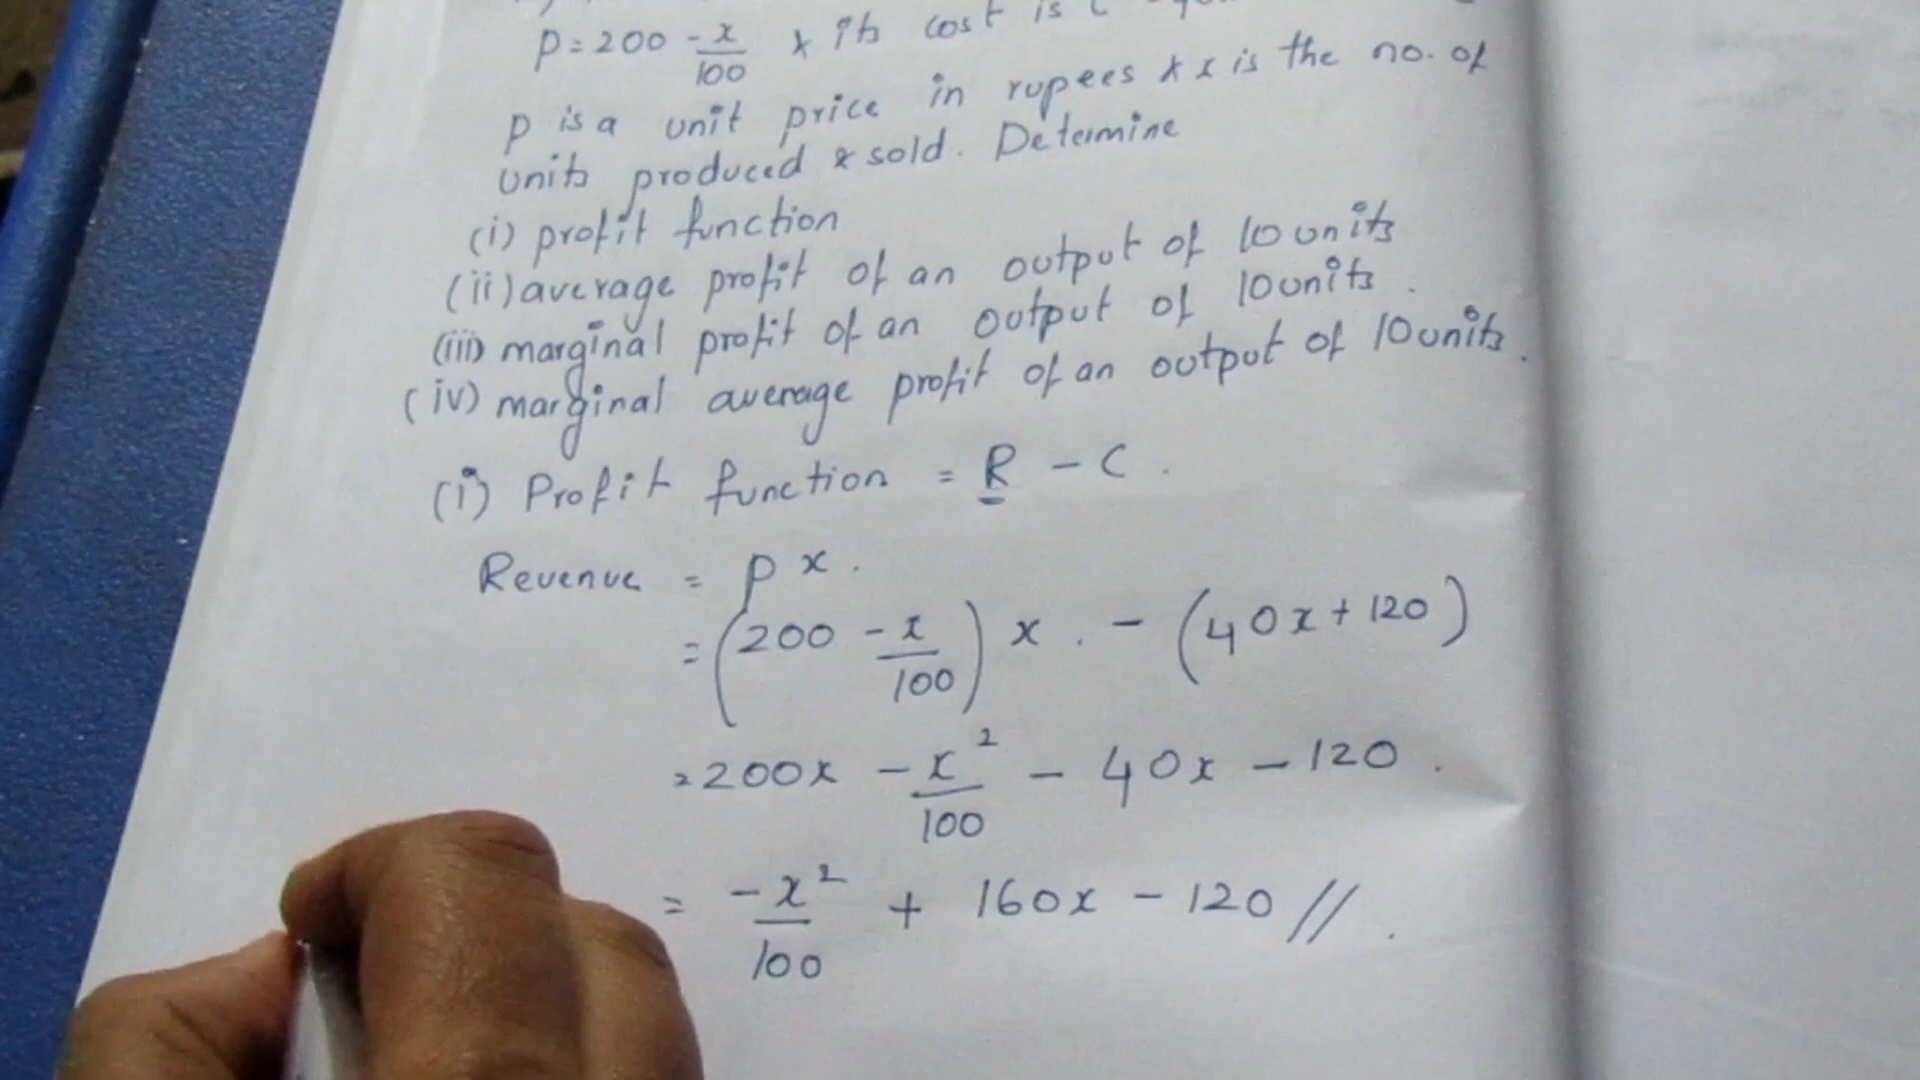 P = 200 - x/100 & its cost is
p is a unit price in rupees & x is the no. of
units produced & sold. Determine
(i) profit function
(ii) average profit of an output of 10 units
(iii) marginal profit of an output of 10 units.
(iv) marginal average profit of an output of 10 units.
(i) Profit function = R - C.
Revenue = p x.
= (200 - x/100) x . - (40x + 120)
= 200x - x²/100 - 40x - 120.
= -x²/100 + 160x - 120 // .